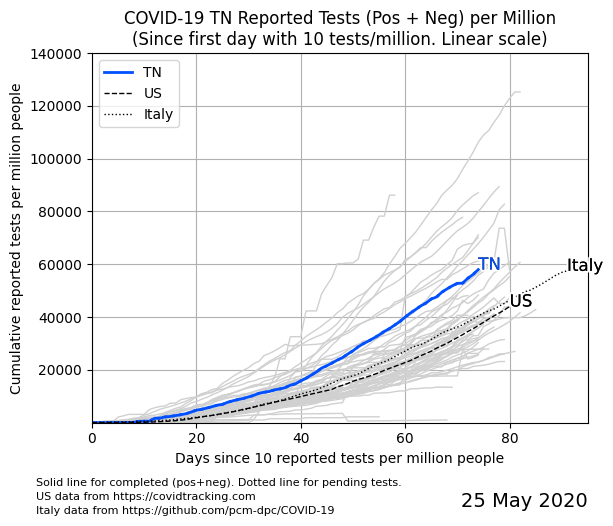 COVID-19 TN Reported Tests (Pos + Neg) per Million
(Since first day with 10 tests/million. Linear scale)
Cumulative reported tests per million people
140000
120000
100000
80000
60000
40000
20000
TN
US
Italy
TN
Italy
US
0
20
40
60
80
Days since 10 reported tests per million people
Solid line for completed (pos+neg). Dotted line for pending tests.
US data from https://covidtracking.com
Italy data from https://github.com/pcm-dpc/COVID-19
25 May 2020